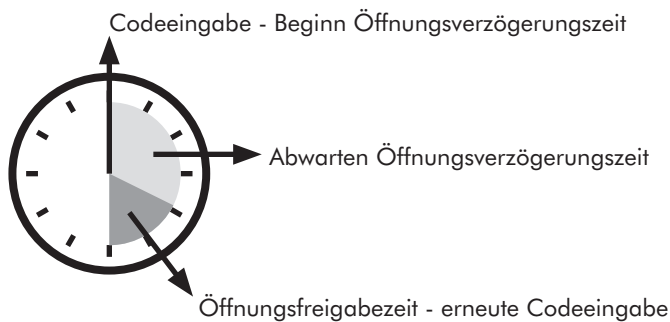 Codeeingabe - Beginn Öffnungsverzögerungszeit
Abwarten Öffnungsverzögerungszeit
Öffnungsfreigabezeit - erneute Codeeingabe